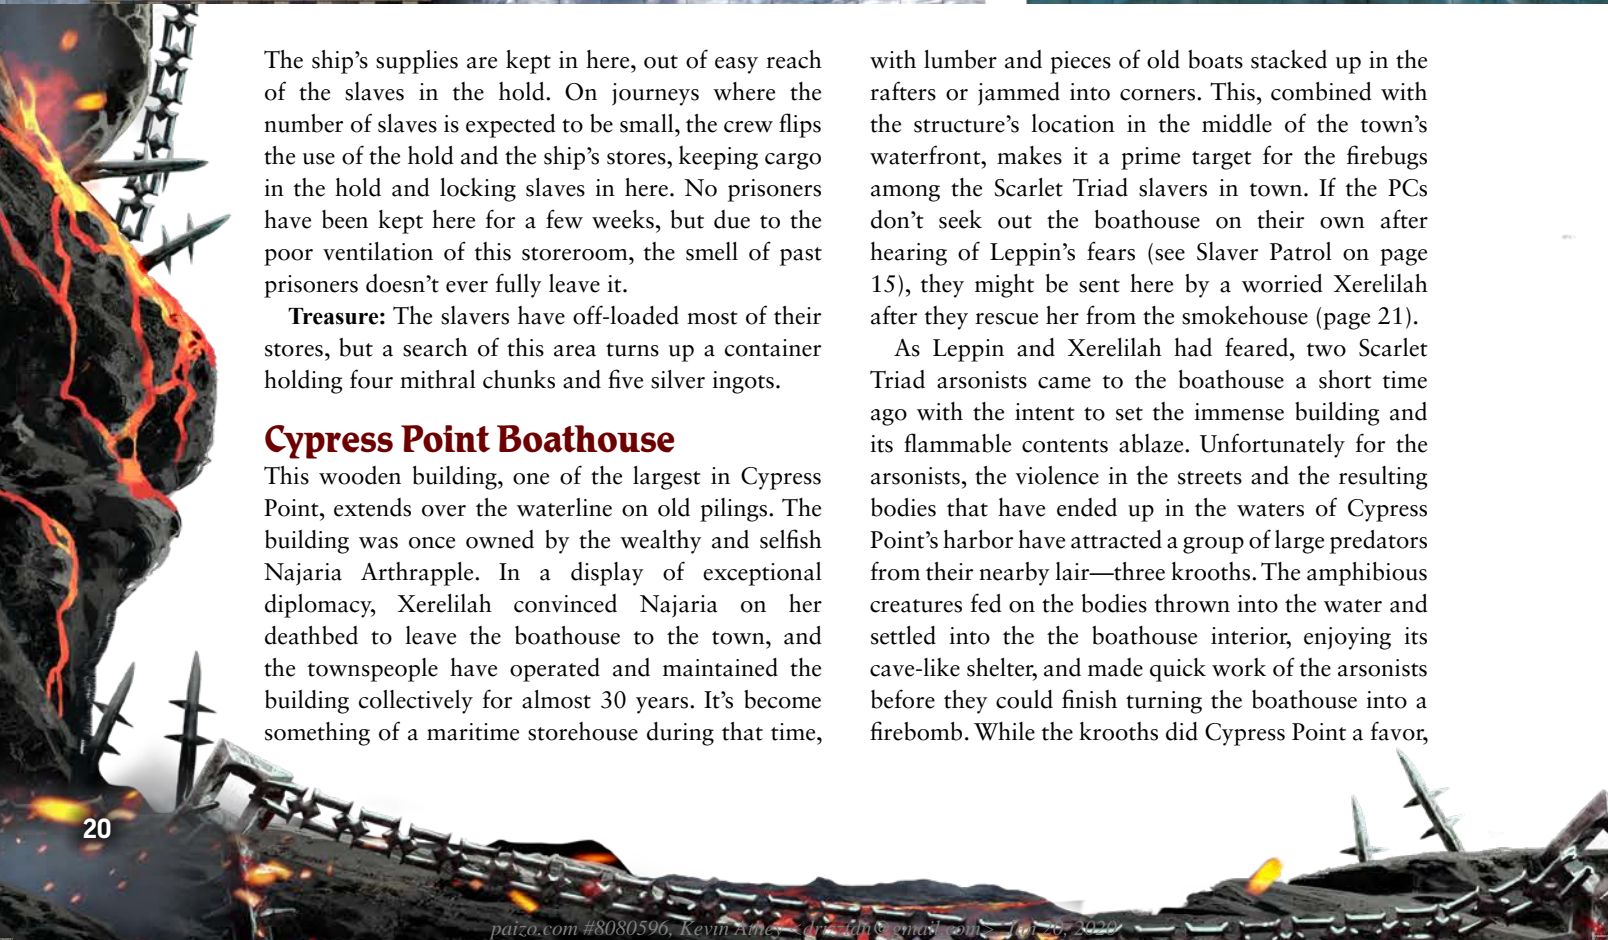 The ship's supplies are kept in here, out of easy reach
of the slaves in the hold. On journeys where the
number of slaves is expected to be small, the crew flips
the use of the hold and the ship's stores, keeping cargo
in the hold and locking slaves in here. No prisoners
have been kept here for a few weeks, but due to the
poor ventilation of this storeroom, the smell of past
prisoners doesn't ever fully leave it.
Treasure: The slavers have off-loaded most of their
stores, but a search of this area turns up a container
holding four mithral chunks and five silver ingots.
Cypress Point Boathouse
This wooden building, one of the largest in Cypress
Point, extends over the waterline on old pilings. The
building was once owned by the wealthy and selfish
Najaria Arthrapple. In a display of exceptional
diplomacy, Xerelilah convinced Najaria on her
deathbed to leave the boathouse to the town, and
the townspeople have operated and maintained the
building collectively for almost 30 years. It's become
something of a maritime storehouse during that time,
with lumber and pieces of old boats stacked up in the
rafters or jammed into corners. This, combined with
the structure's location in the middle of the town's
waterfront, makes it a prime target for the firebugs
among the Scarlet Triad slavers in town. If the PCs
don't seek out the boathouse on their own after
hearing of Leppin's fears (see Slaver Patrol on page
15), they might be sent here by a worried Xerelilah
after they rescue her from the smokehouse (page 21).
As Leppin and Xerelilah had feared, two Scarlet
Triad arsonists came to the boathouse a short time
ago with the intent to set the immense building and
its flammable contents ablaze. Unfortunately for the
arsonists, the violence in the streets and the resulting
bodies that have ended up in the waters of Cypress
Point's harbor have attracted a group of large predators
from their nearby lair—three krooths. The amphibious
creatures fed on the bodies thrown into the water and
settled into the the boathouse interior, enjoying its
cave-like shelter, and made quick work of the arsonists
before they could finish turning the boathouse into a
firebomb. While the krooths did Cypress Point a favor,
20
paizo.com #8080596, Kevin Jan 20, 2020